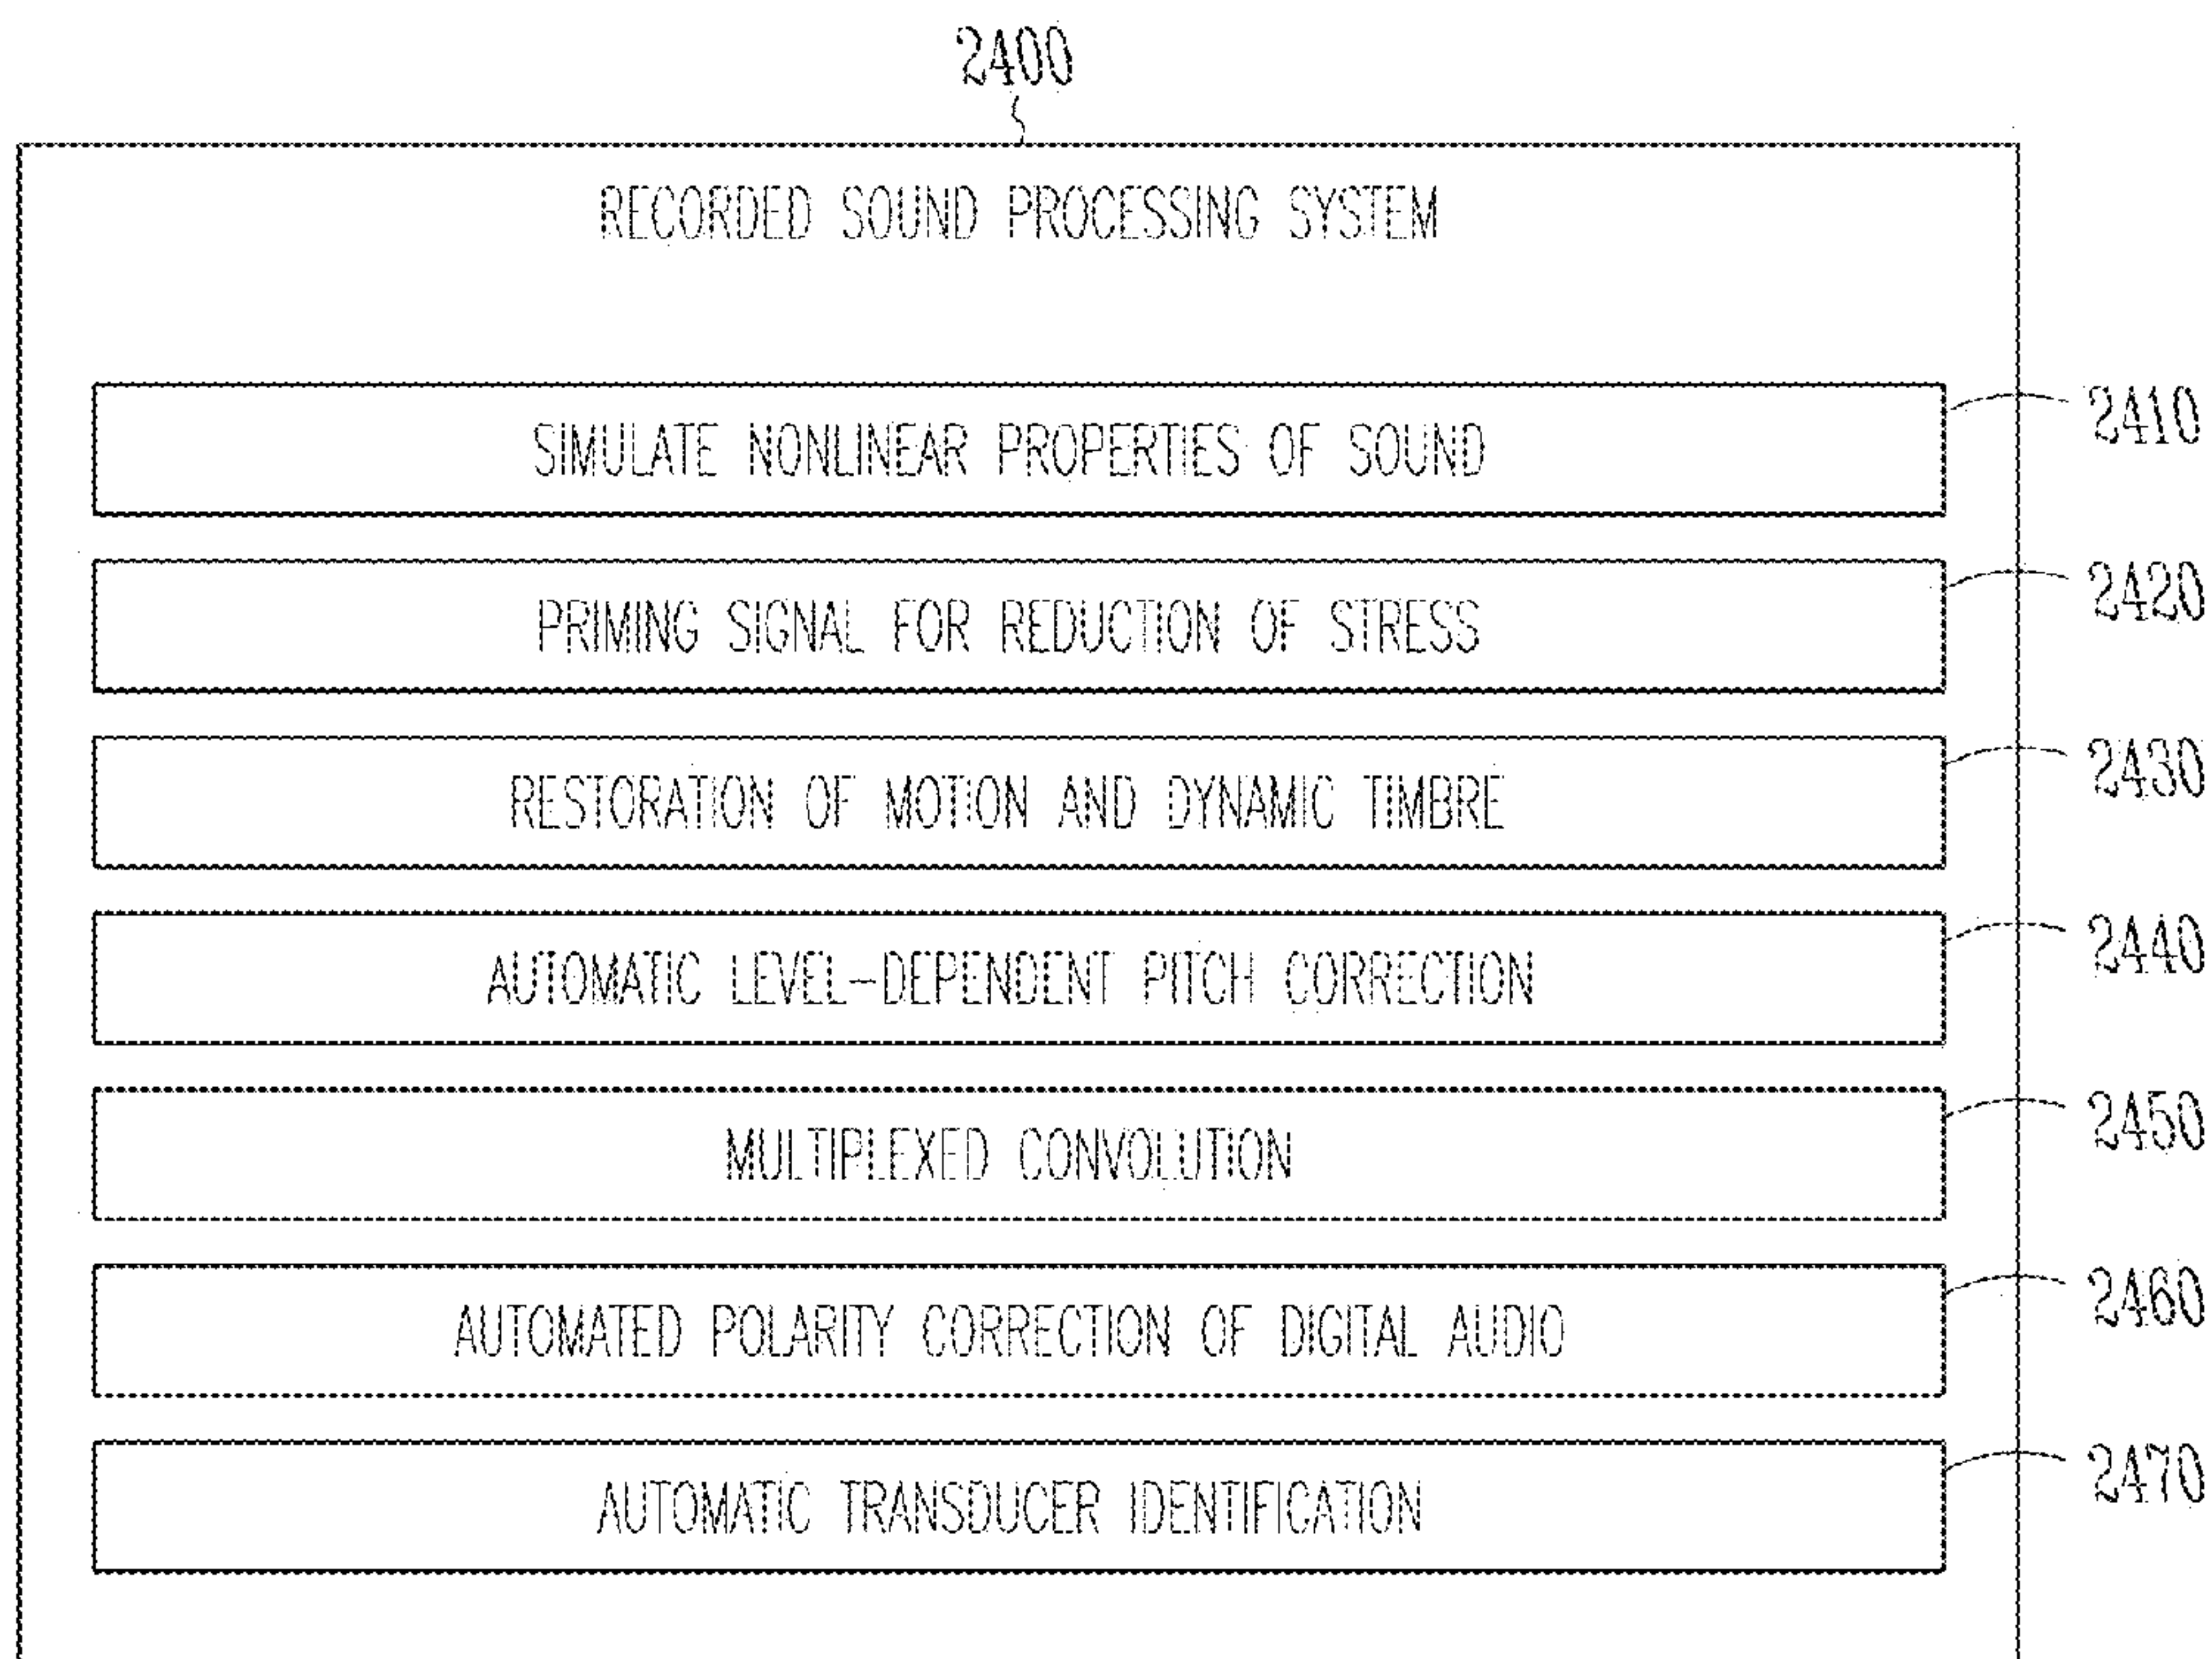 2400
RECORDED SOUND PROCESSING SYSTEM
SIMULATE NONLINEAR PROPERTIES OF SOUND
2410
PRIMING SIGNAL FOR REDUCTION OF STRESS
2420
RESTORATION OF MOTION AND DYNAMIC TIMBRE
2430
AUTOMATIC LEVEL-DEPENDENT PITCH CORRECTION
2440
MULTIPLEXED CONVOLUTION
2450
AUTOMATED POLARITY CORRECTION OF DIGITAL AUDIO
2460
AUTOMATIC TRANSDUCER IDENTIFICATION
2470